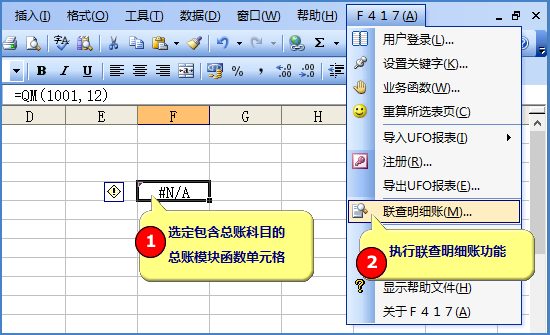 插入(I) 格式(O) 工具(T) 数据(D) 窗口(W) 帮助(H) F417(A)
B I U % ,
=QM(1001,12)
D E F G H
#N/A
1 选定包含总账科目的
总账模块函数单元格
用户登录(L)...
设置关键字(K)...
业务函数(W)...
重算所选表页(C)
导入UFO报表(I)
注册(R)...
导出UFO报表(E)...
联查明细账(M)...
2 执行联查明细账功能
显示帮助文件(H)
关于F417(A)